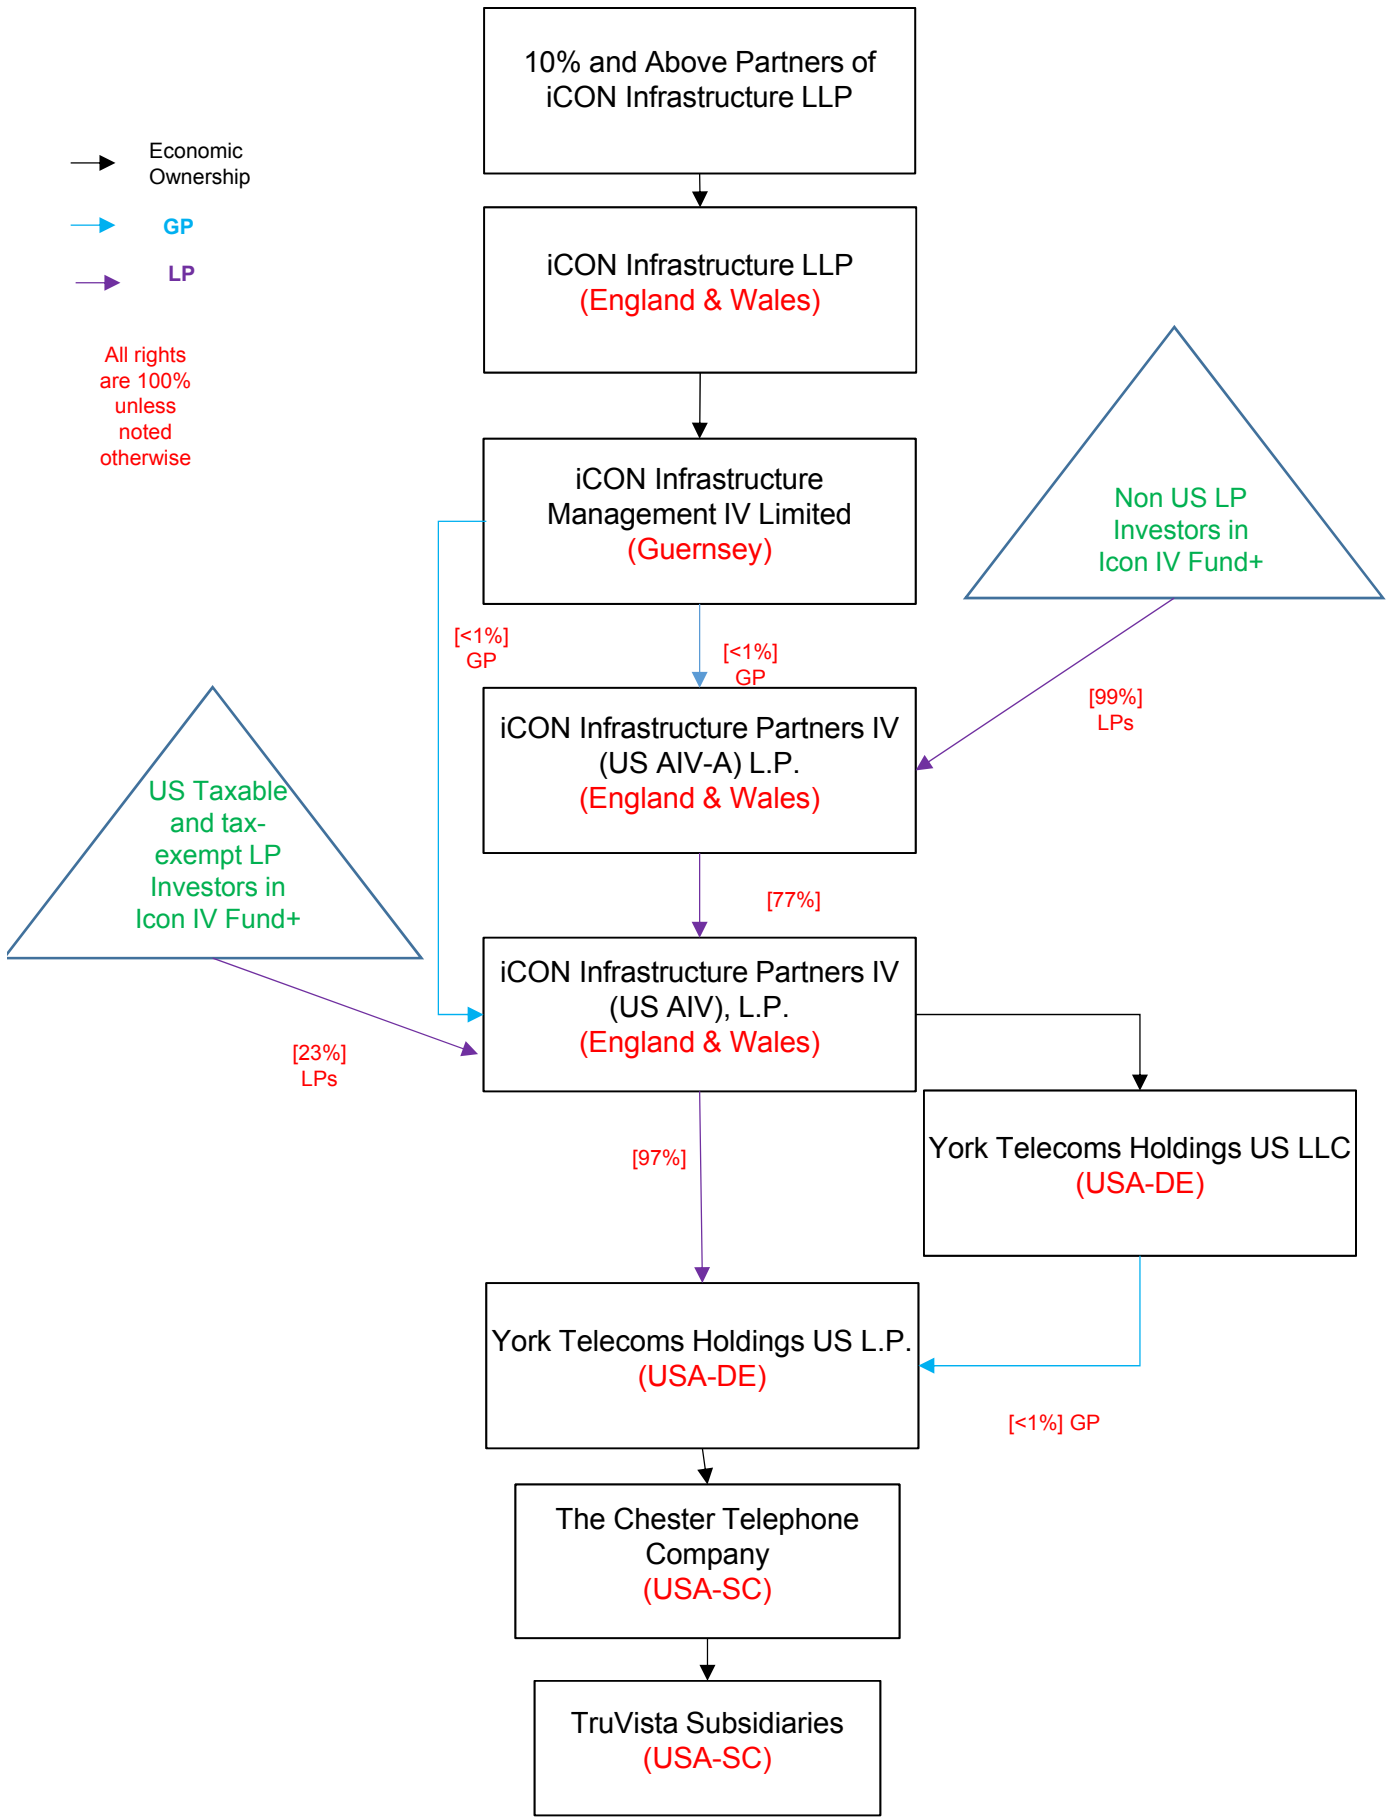 10% and Above Partners of
iCON Infrastructure LLP
Economic
Ownership
GP
LP
All rights
are 100%
unless
noted
otherwise
iCON Infrastructure LLP
(England & Wales)
iCON Infrastructure
Management IV Limited
(Guernsey)
Non US LP
Investors in
Icon IV Fund+
[<1%]
GP
[<1%]
GP
[99%]
LPs
iCON Infrastructure Partners IV
(US AIV-A) L.P.
(England & Wales)
US Taxable
and tax-
exempt LP
Investors in
Icon IV Fund+
[77%]
iCON Infrastructure Partners IV
(US AIV), L.P.
(England & Wales)
[23%]
LPs
York Telecoms Holdings US LLC
(USA-DE)
[97%]
York Telecoms Holdings US L.P.
(USA-DE)
[<1%] GP
The Chester Telephone
Company
(USA-SC)
TruVista Subsidiaries
(USA-SC)